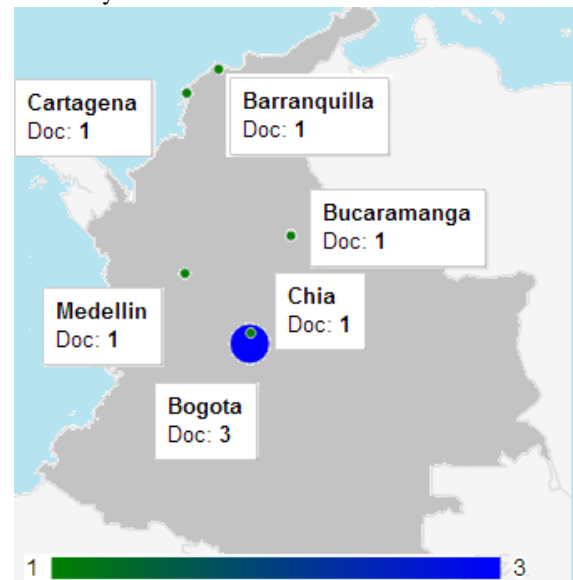 Cartagena
Doc: 1
Barranquilla
Doc: 1
Bucaramanga
Doc: 1
Medellin
Doc: 1
Chia
Doc: 1
Bogota
Doc: 3
1
3